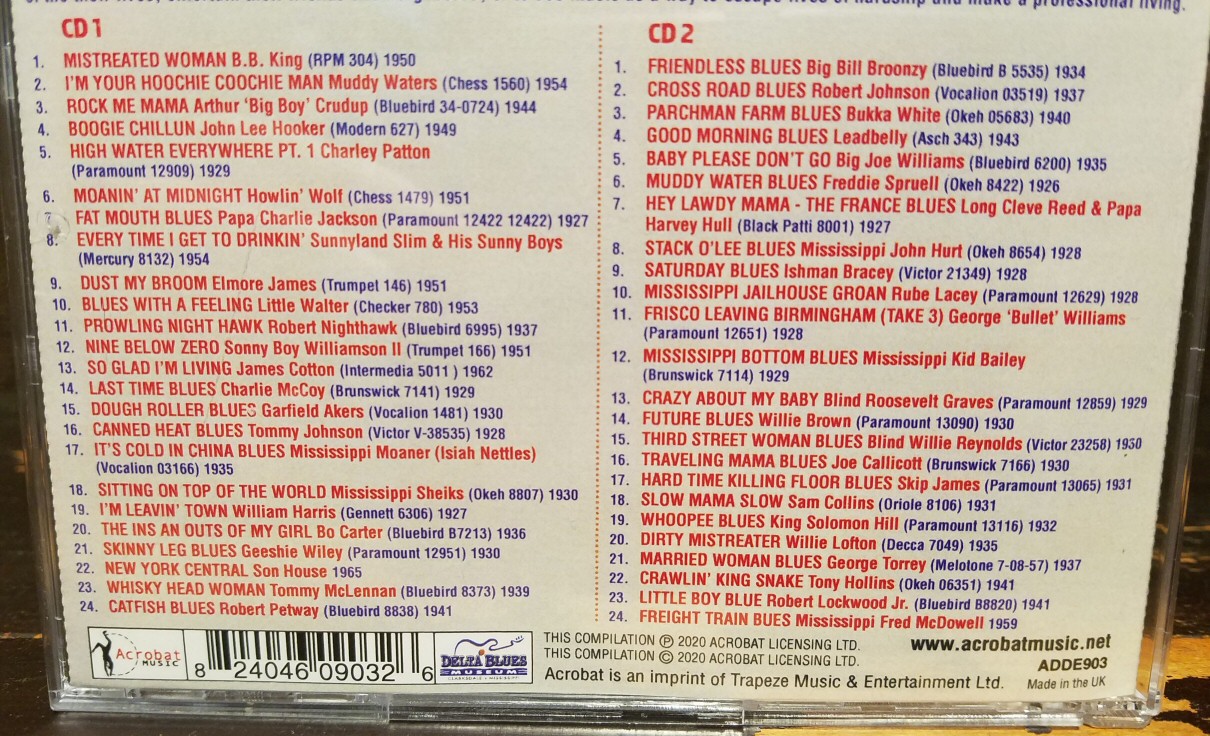 a way to escape lives of hardship and make a professional living.
CD 1
1. MISTREATED WOMAN B.B. King (RPM 304) 1950
2. I'M YOUR HOOCHIE COOCHIE MAN Muddy Waters (Chess 1560) 1954
3. ROCK ME MAMA Arthur 'Big Boy' Crudup (Bluebird 34-0724) 1944
4. BOOGIE CHILLUN John Lee Hooker (Modern 627) 1949
5. HIGH WATER EVERYWHERE PT. 1 Charley Patton
(Paramount 12909) 1929
6. MOANIN' AT MIDNIGHT Howlin' Wolf (Chess 1479) 1951
7. FAT MOUTH BLUES Papa Charlie Jackson (Paramount 12422 12422) 1927
8. EVERY TIME I GET TO DRINKIN' Sunnyland Slim & His Sunny Boys
(Mercury 8132) 1954
9. DUST MY BROOM Elmore James (Trumpet 146) 1951
10. BLUES WITH A FEELING Little Walter (Checker 780) 1953
11. PROWLING NIGHT HAWK Robert Nighthawk (Bluebird 6995) 1937
12. NINE BELOW ZERO Sonny Boy Williamson II (Trumpet 166) 1951
13. SO GLAD I'M LIVING James Cotton (Intermedia 5011 ) 1962
14. LAST TIME BLUES Charlie McCoy (Brunswick 7141) 1929
15. DOUGH ROLLER BLUES Garfield Akers (Vocalion 1481) 1930
16. CANNED HEAT BLUES Tommy Johnson (Victor V-38535) 1928
17. IT'S COLD IN CHINA BLUES Mississippi Moaner (Isiah Nettles)
(Vocalion 03166) 1935
18. SITTING ON TOP OF THE WORLD Mississippi Sheiks (Okeh 8807) 1930
19. I'M LEAVIN' TOWN William Harris (Gennett 6306) 1927
20. THE INS AN OUTS OF MY GIRL Bo Carter (Bluebird B7213) 1936
21. SKINNY LEG BLUES Geeshie Wiley (Paramount 12951) 1930
22. NEW YORK CENTRAL Son House 1965
23. WHISKY HEAD WOMAN Tommy McLennan (Bluebird 8373) 1939
24. CATFISH BLUES Robert Petway (Bluebird 8838) 1941
CD 2
1. FRIENDLESS BLUES Big Bill Broonzy (Bluebird B 5535) 1934
2. CROSS ROAD BLUES Robert Johnson (Vocalion 03519) 1937
3. PARCHMAN FARM BLUES Bukka White (Okeh 05683) 1940
4. GOOD MORNING BLUES Leadbelly (Asch 343) 1943
5. BABY PLEASE DON'T GO Big Joe Williams (Bluebird 6200) 1935
6. MUDDY WATER BLUES Freddie Spruell (Okeh 8422) 1926
7. HEY LAWDY MAMA - THE FRANCE BLUES Long Cleve Reed & Papa
Harvey Hull (Black Patti 8001) 1927
8. STACK O'LEE BLUES Mississippi John Hurt (Okeh 8654) 1928
9. SATURDAY BLUES Ishman Bracey (Victor 21349) 1928
10. MISSISSIPPI JAILHOUSE GROAN Rube Lacey (Paramount 12629) 1928
11. FRISCO LEAVING BIRMINGHAM (TAKE 3) George 'Bullet' Williams
(Paramount 12651) 1928
12. MISSISSIPPI BOTTOM BLUES Mississippi Kid Bailey
(Brunswick 7114) 1929
13. CRAZY ABOUT MY BABY Blind Roosevelt Graves (Paramount 12859) 1929
14. FUTURE BLUES Willie Brown (Paramount 13090) 1930
15. THIRD STREET WOMAN BLUES Blind Willie Reynolds (Victor 23258) 1930
16. TRAVELING MAMA BLUES Joe Callicott (Brunswick 7166) 1930
17. HARD TIME KILLING FLOOR BLUES Skip James (Paramount 13065) 1931
18. SLOW MAMA SLOW Sam Collins (Oriole 8106) 1931
19. WHOOPEE BLUES King Solomon Hill (Paramount 13116) 1932
20. DIRTY MISTREATER Willie Lofton (Decca 7049) 1935
21. MARRIED WOMAN BLUES George Torrey (Melotone 7-08-57) 1937
22. CRAWLIN' KING SNAKE Tony Hollins (Okeh 06351) 1941
23. LITTLE BOY BLUE Robert Lockwood Jr. (Bluebird B8820) 1941
24. FREIGHT TRAIN BUES Mississippi Fred McDowell 1959
Acrobat
MUSIC
8 24046 09032 6
DELTA BLUES
MUSEUM
CLARKSDALE • MISSISSIPPI
THIS COMPILATION ℗ 2020 ACROBAT LICENSING LTD.
THIS COMPILATION © 2020 ACROBAT LICENSING LTD.
Acrobat is an imprint of Trapeze Music & Entertainment Ltd.
www.acrobatmusic.net
ADDE903
Made in the UK